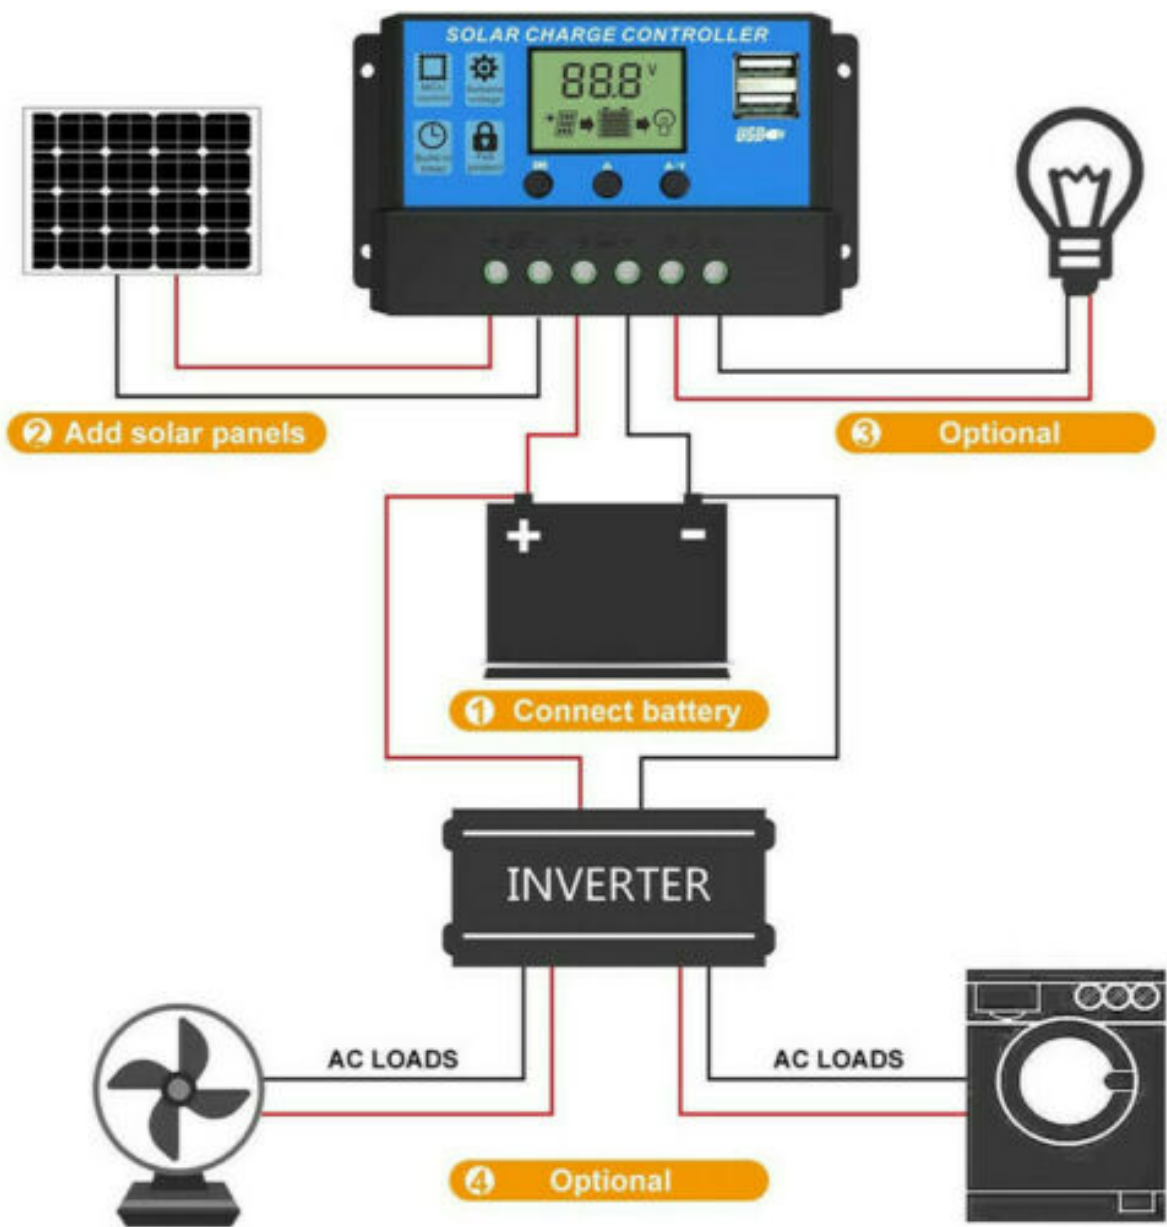 SOLAR CHARGE CONTROLLER
88.8 V
USB
2 Add solar panels
3 Optional
+ -
1 Connect battery
INVERTER
AC LOADS
AC LOADS
4 Optional